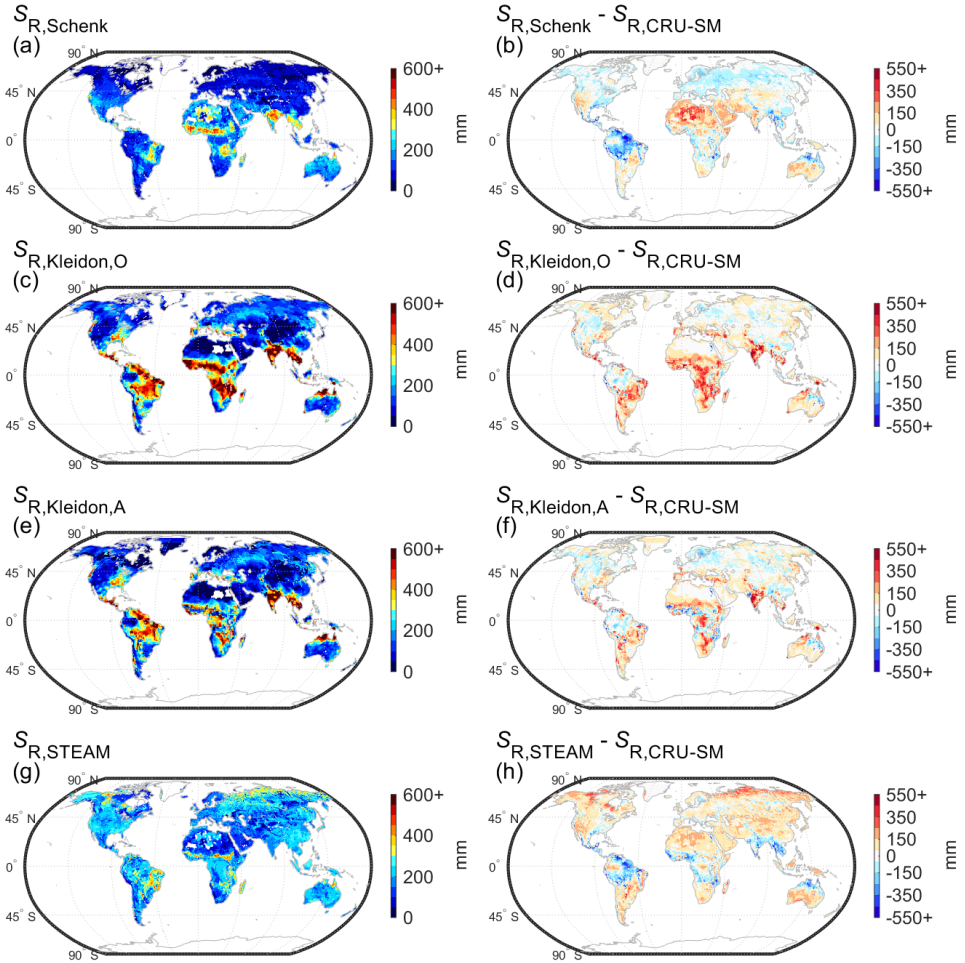 S R,Schenk
(a)
90° N
45° N
0°
45° S
90° S
600+
400
200
0
mm
S R,Schenk - S R,CRU-SM
(b)
90° N
45° N
0°
45° S
90° S
550+
350
150
0
-150
-350
-550+
mm
S R,Kleidon,O
(c)
90° N
45° N
0°
45° S
90° S
600+
400
200
0
mm
S R,Kleidon,O - S R,CRU-SM
(d)
90° N
45° N
0°
45° S
90° S
550+
350
150
0
-150
-350
-550+
mm
S R,Kleidon,A
(e)
90° N
45° N
0°
45° S
90° S
600+
400
200
0
mm
S R,Kleidon,A - S R,CRU-SM
(f)
90° N
45° N
0°
45° S
90° S
550+
350
150
0
-150
-350
-550+
mm
S R,STEAM
(g)
90° N
45° N
0°
45° S
90° S
600+
400
200
0
mm
S R,STEAM - S R,CRU-SM
(h)
90° N
45° N
0°
45° S
90° S
550+
350
150
0
-150
-350
-550+
mm